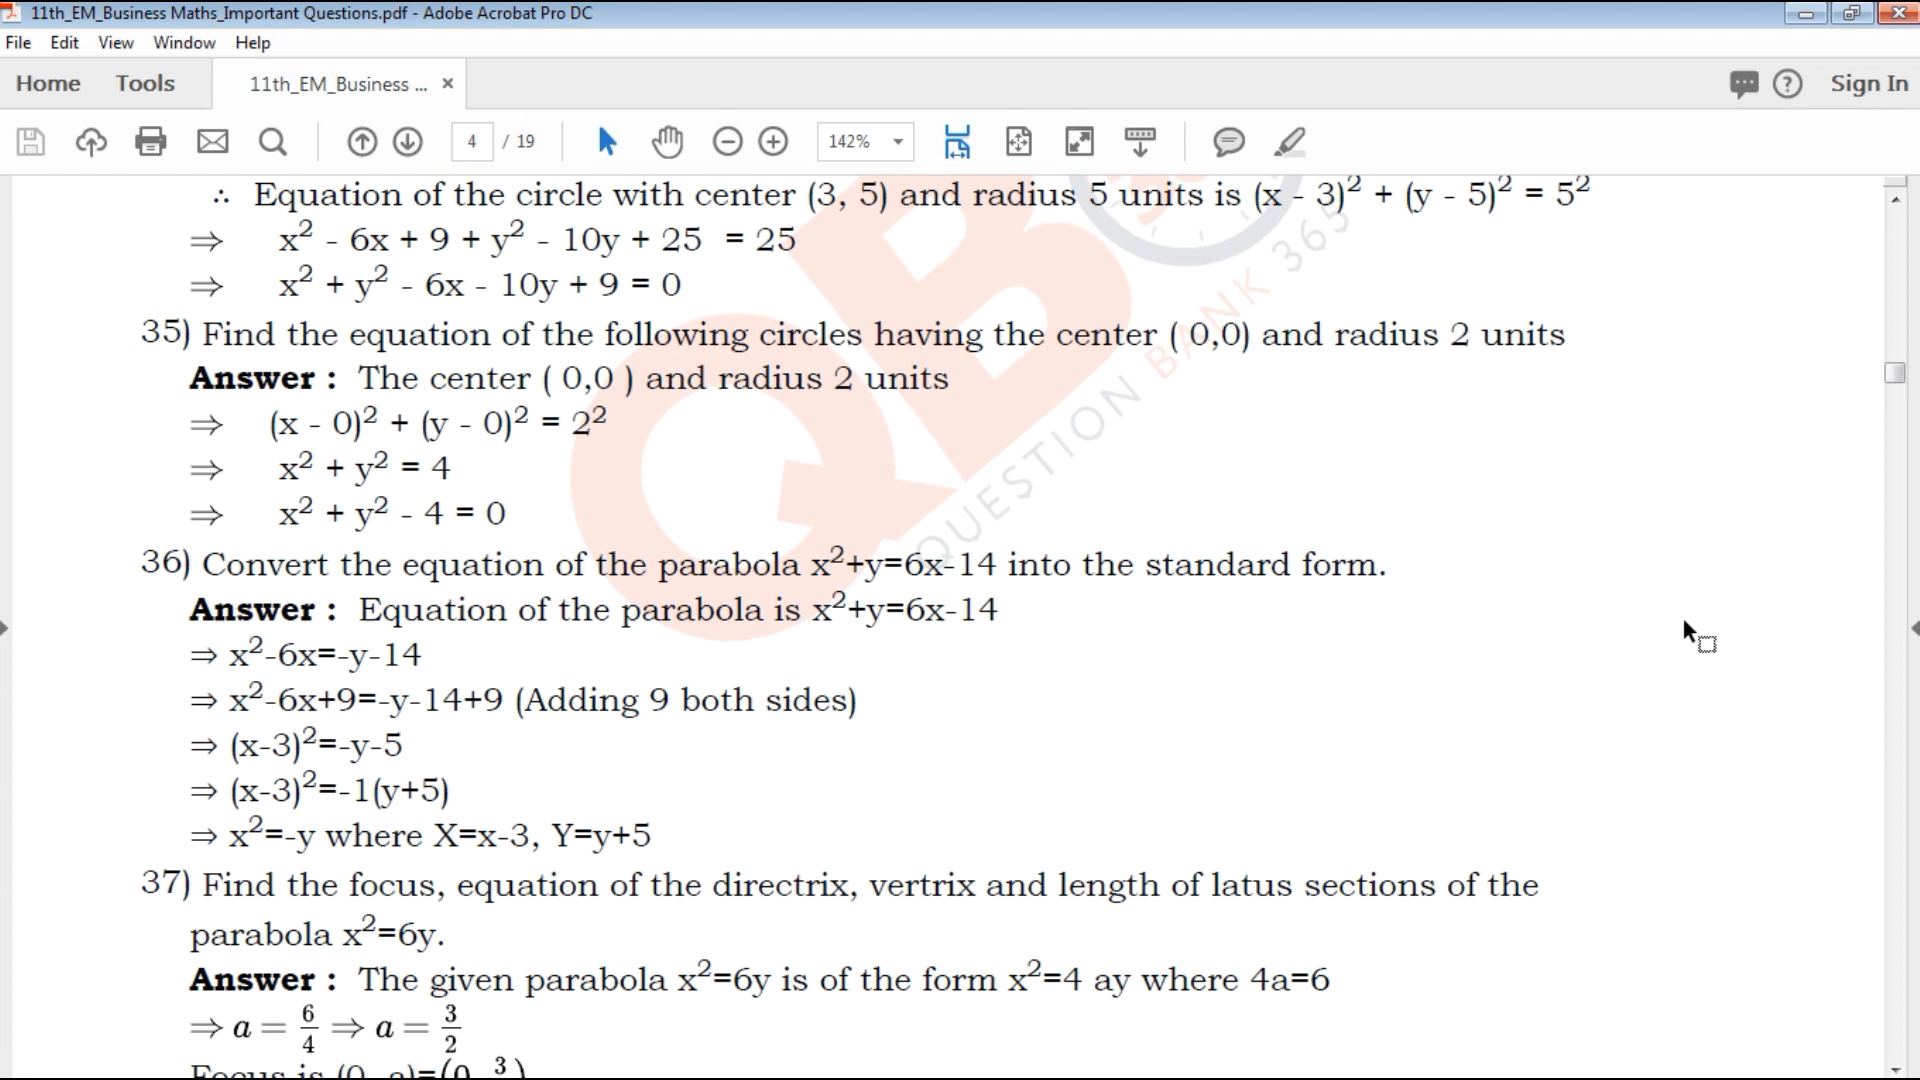 11th_EM_Business Maths_Important Questions.pdf - Adobe Acrobat Pro DC
File Edit View Window Help
Home Tools 11th_EM_Business ... × ? Sign In
4 / 19 142%
∴ Equation of the circle with center (3, 5) and radius 5 units is (x - 3)² + (y - 5)² = 5²
⇒ x² - 6x + 9 + y² - 10y + 25 = 25
⇒ x² + y² - 6x - 10y + 9 = 0
35) Find the equation of the following circles having the center ( 0,0) and radius 2 units
Answer : The center ( 0,0 ) and radius 2 units
⇒ (x - 0)² + (y - 0)² = 2²
⇒ x² + y² = 4
⇒ x² + y² - 4 = 0
36) Convert the equation of the parabola x²+y=6x-14 into the standard form.
Answer : Equation of the parabola is x²+y=6x-14
⇒ x²-6x=-y-14
⇒ x²-6x+9=-y-14+9 (Adding 9 both sides)
⇒ (x-3)²=-y-5
⇒ (x-3)²=-1(y+5)
⇒ x²=-y where X=x-3, Y=y+5
37) Find the focus, equation of the directrix, vertrix and length of latus sections of the
parabola x²=6y.
Answer : The given parabola x²=6y is of the form x²=4 ay where 4a=6
⇒ a = 6/4 ⇒ a = 3/2
Focus is (0, a)=(0, 3
QB
QUESTION BANK 365